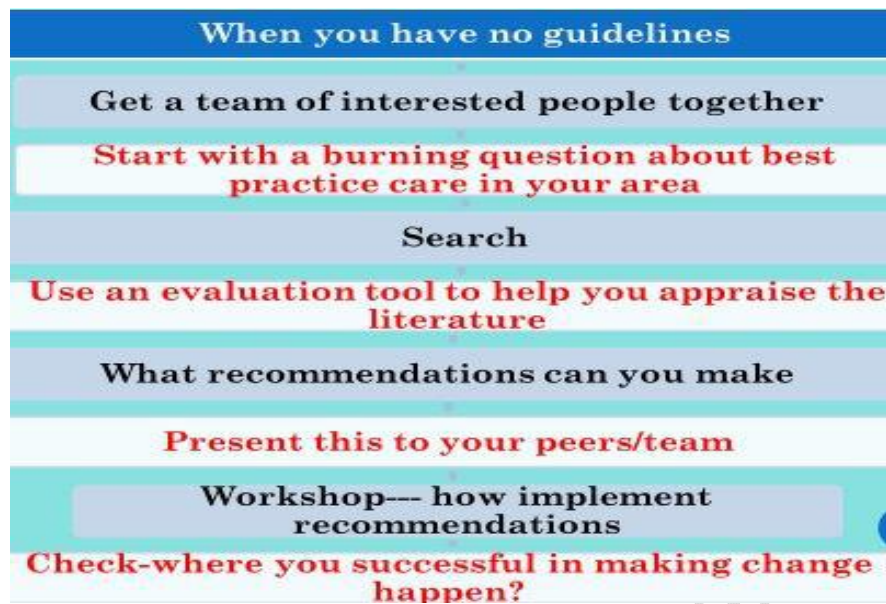 When you have no guidelines
Get a team of interested people together
Start with a burning question about best
practice care in your area
Search
Use an evaluation tool to help you appraise the
literature
What recommendations can you make
Present this to your peers/team
Workshop--- how implement
recommendations
Check-where you successful in making change
happen?